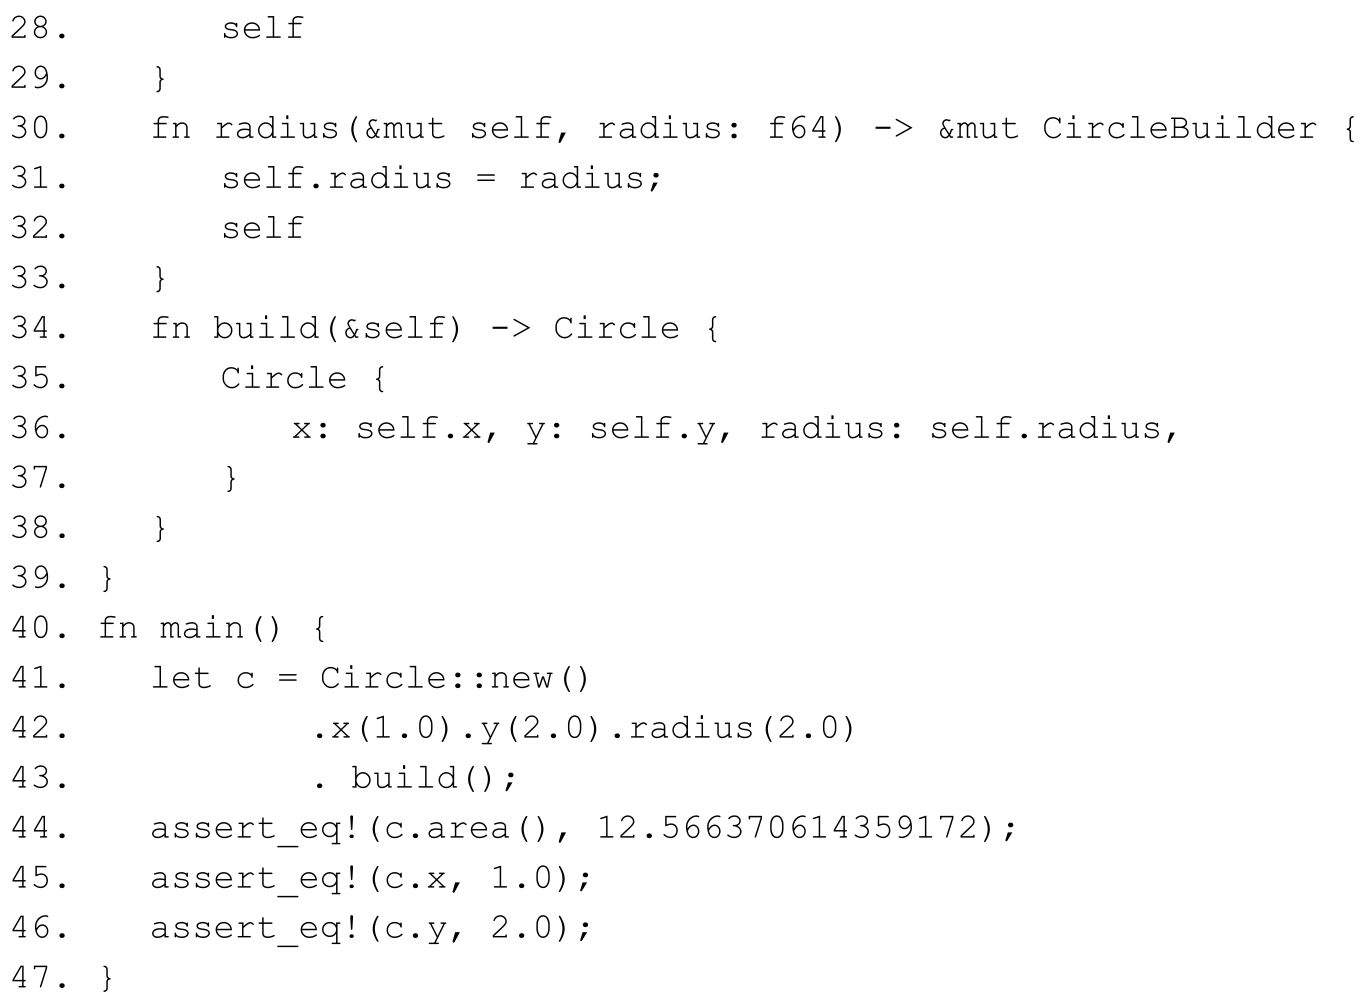 28.        self
29.    }
30.    fn radius(&mut self, radius: f64) -> &mut CircleBuilder {
31.        self.radius = radius;
32.        self
33.    }
34.    fn build(&self) -> Circle {
35.        Circle {
36.            x: self.x, y: self.y, radius: self.radius,
37.        }
38.    }
39. }
40. fn main() {
41.    let c = Circle::new()
42.            .x(1.0).y(2.0).radius(2.0)
43.            . build();
44.    assert_eq!(c.area(), 12.566370614359172);
45.    assert_eq!(c.x, 1.0);
46.    assert_eq!(c.y, 2.0);
47. }